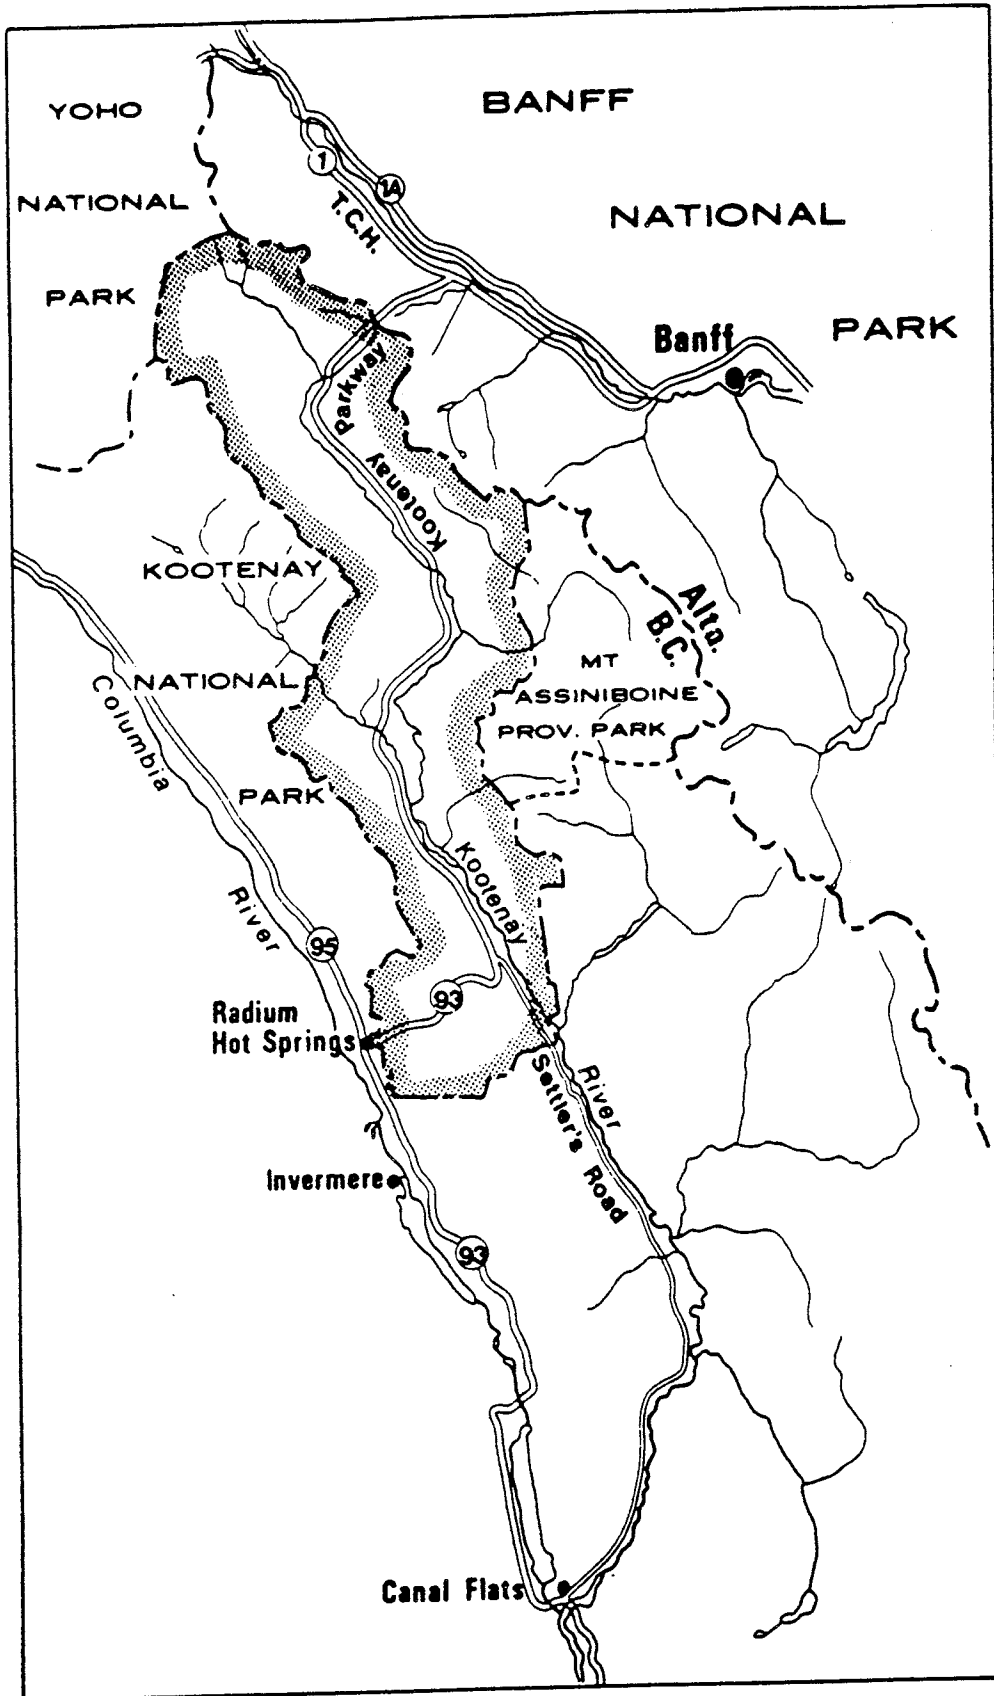 YOHO
NATIONAL
PARK
BANFF
NATIONAL
PARK
1
1A
T.C.H.
Banff
Kootenay Parkway
KOOTENAY
NATIONAL
PARK
Alta.
B.C.
MT
ASSINIBOINE
PROV. PARK
Columbia
River
Kootenay
River
95
93
Radium
Hot Springs
Settler's Road
Invermere
93
Canal Flats